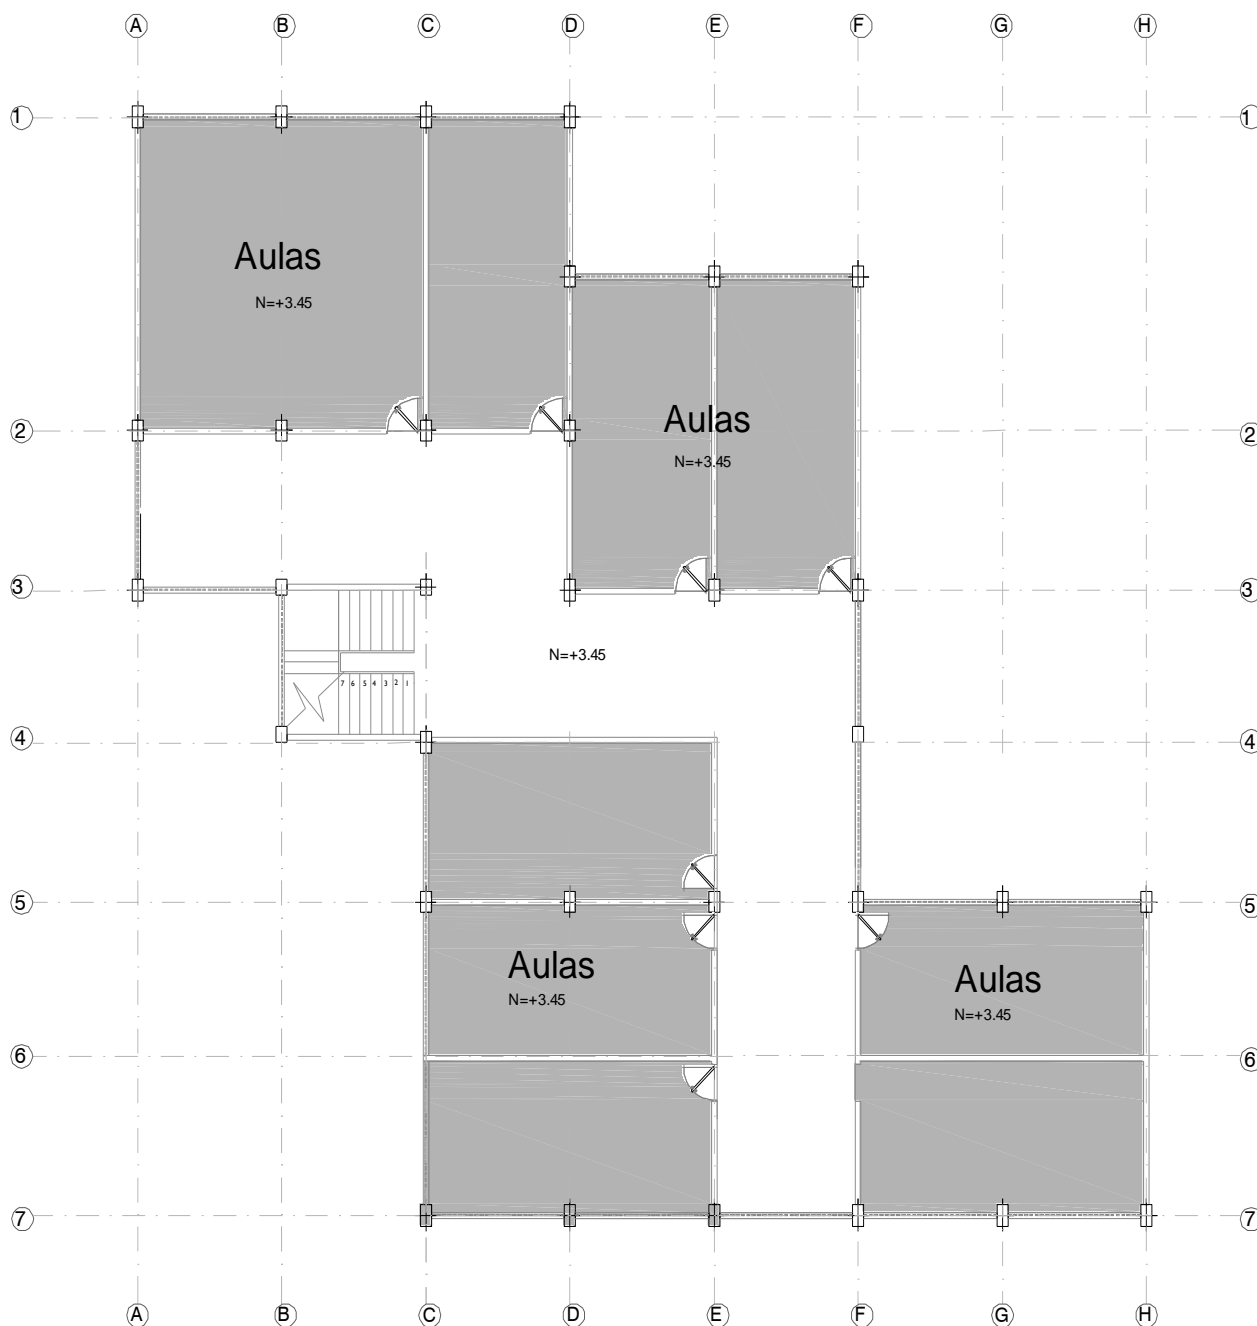 A B C D E F G H
1 1
Aulas
N=+3.45
Aulas
2 2
N=+3.45
3 3
N=+3.45
7 6 5 4 3 2 1
4 4
5 5
Aulas Aulas
N=+3.45 N=+3.45
6 6
7 7
A B C D E F G H